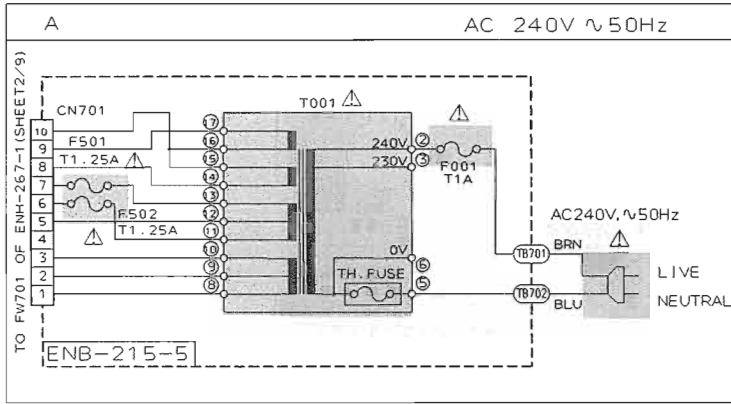 A
AC 240V ∿ 50Hz
TO FW701 OF ENH-267-1 (SHEET2/9)
CN701
T001 ⚠
10
9
8
7
6
5
4
3
2
1
F501
T1.25A ⚠
F502
T1.25A
⚠
17
16
15
14
13
12
11
10
9
8
240V
230V
0V
TH. FUSE
2
3
6
5
⚠
F001
T1A
AC240V, ∿50Hz
⚠
TB701
BRN
LIVE
TB702
BLU
NEUTRAL
ENB-215-5